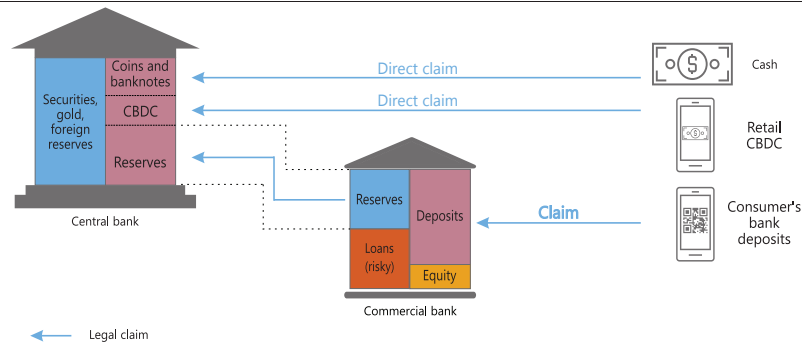 Coins and
banknotes
CBDC
Reserves
Securities,
gold,
foreign
reserves
Central bank
Direct claim
Direct claim
Cash
Retail
CBDC
Reserves
Deposits
Loans
(risky)
Equity
Commercial bank
Claim
Consumer's
bank
deposits
Legal claim
$
$